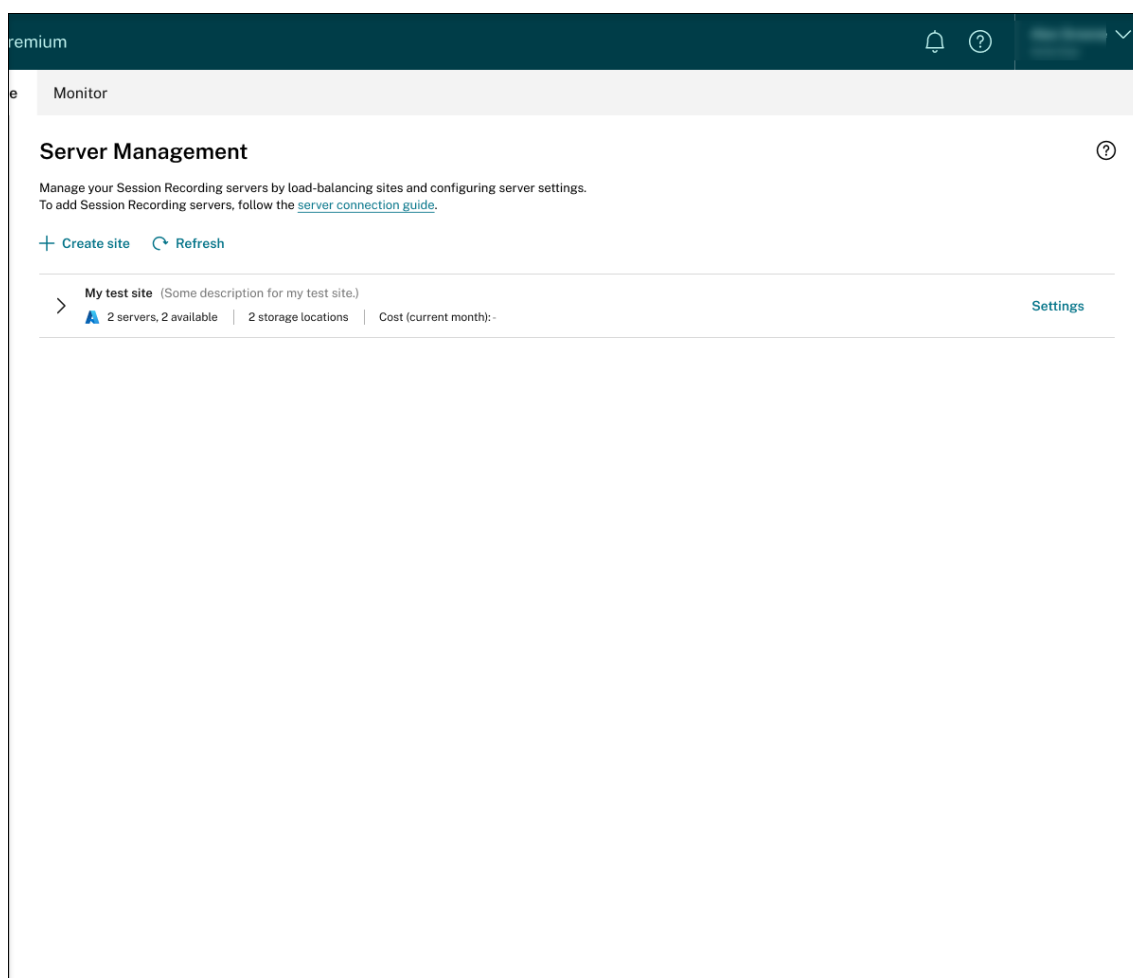 remium
e Monitor
Server Management
Manage your Session Recording servers by load-balancing sites and configuring server settings.
To add Session Recording servers, follow the server connection guide.
Create site Refresh
My test site (Some description for my test site.)
2 servers, 2 available 2 storage locations Cost (current month): -
Settings